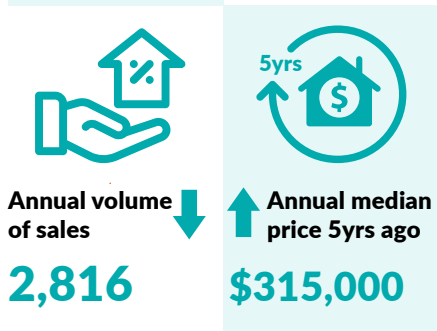 %
5yrs
$
Annual volume
of sales
2,816
Annual median
price 5yrs ago
$315,000